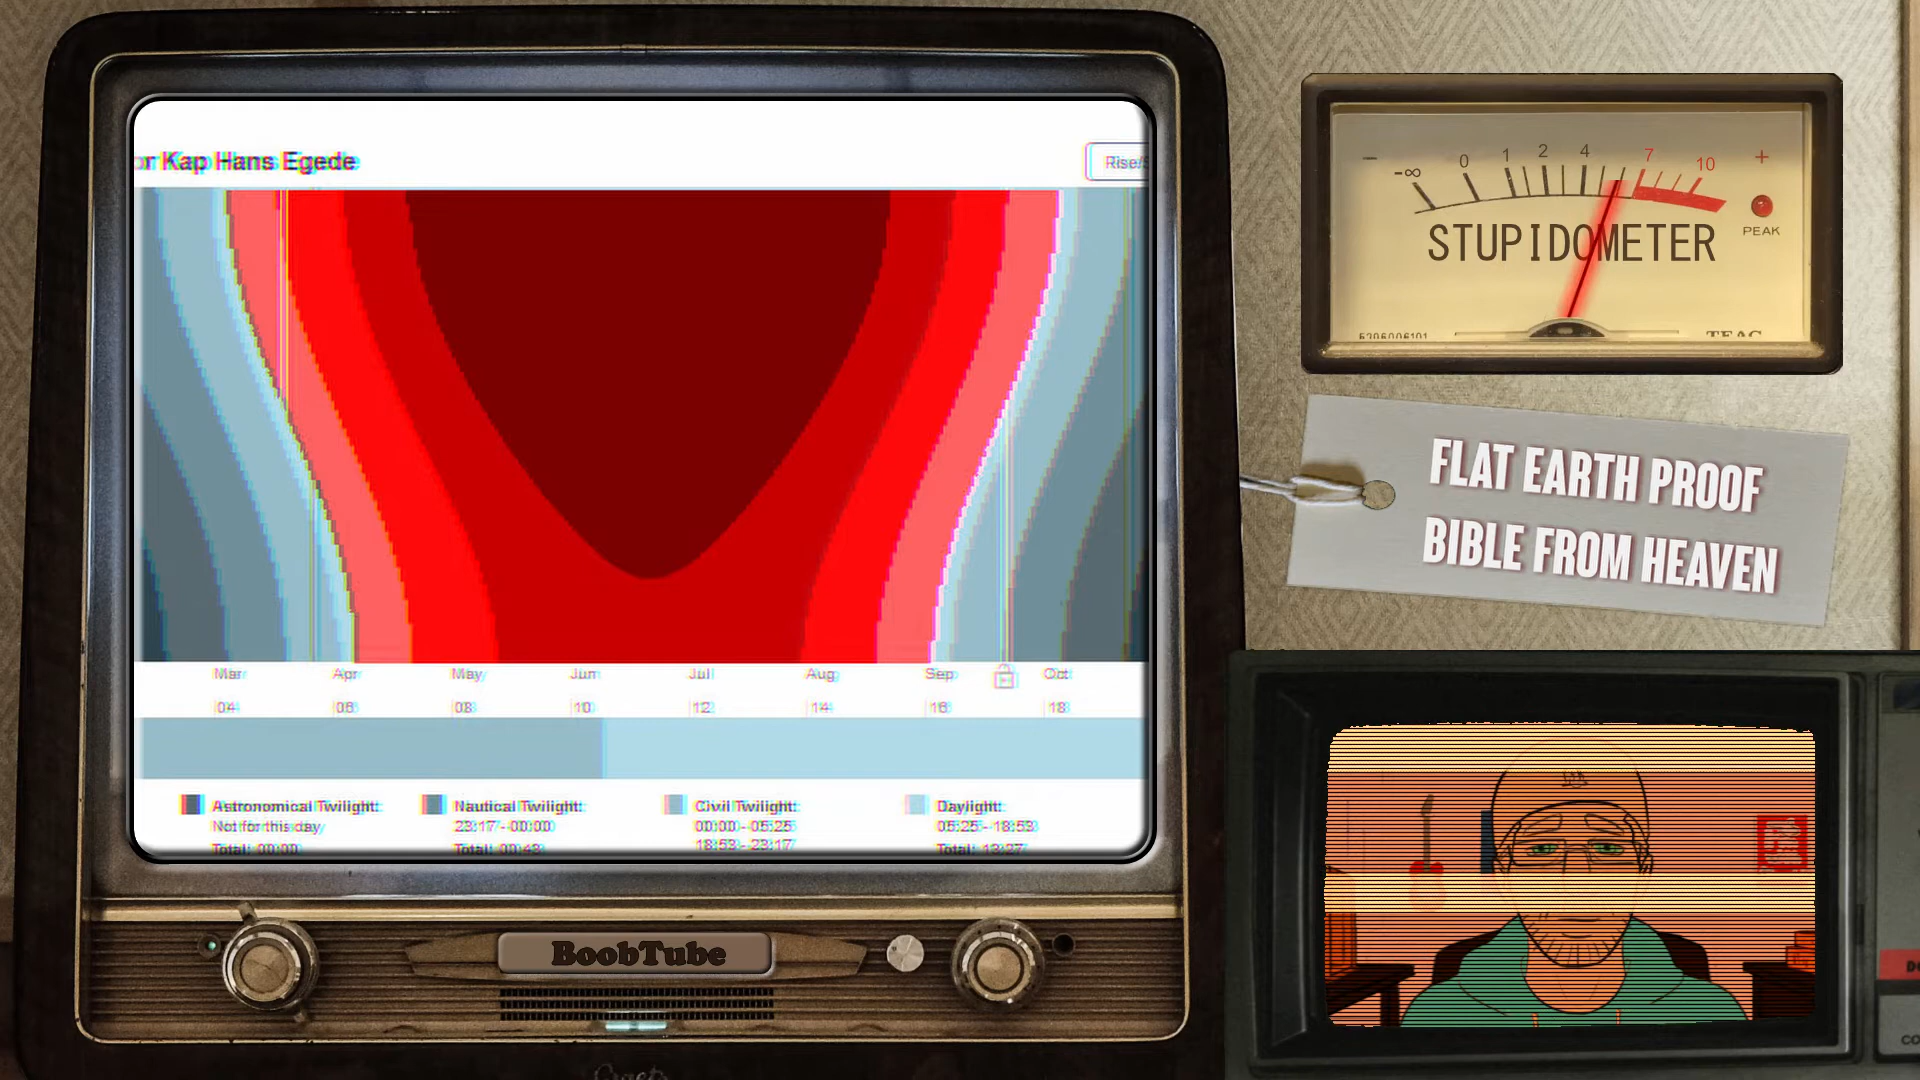 or Kap Hans Egede
Rise/S
Mar Apr May Jun Jul Aug Sep Oct
04 06 08 10 12 14 16 18
Astronomical Twilight:
Not for this day
Total: 00:00
Nautical Twilight:
23:17 - 00:00
Total: 00:43
Civil Twilight:
00:00 - 05:25
18:53 - 23:17
Daylight:
05:25 - 18:53
Total: 13:27
BoobTube
- -∞ 0 1 2 4 7 10 +
STUPIDOMETER
PEAK
TEAC
FLAT EARTH PROOF
BIBLE FROM HEAVEN